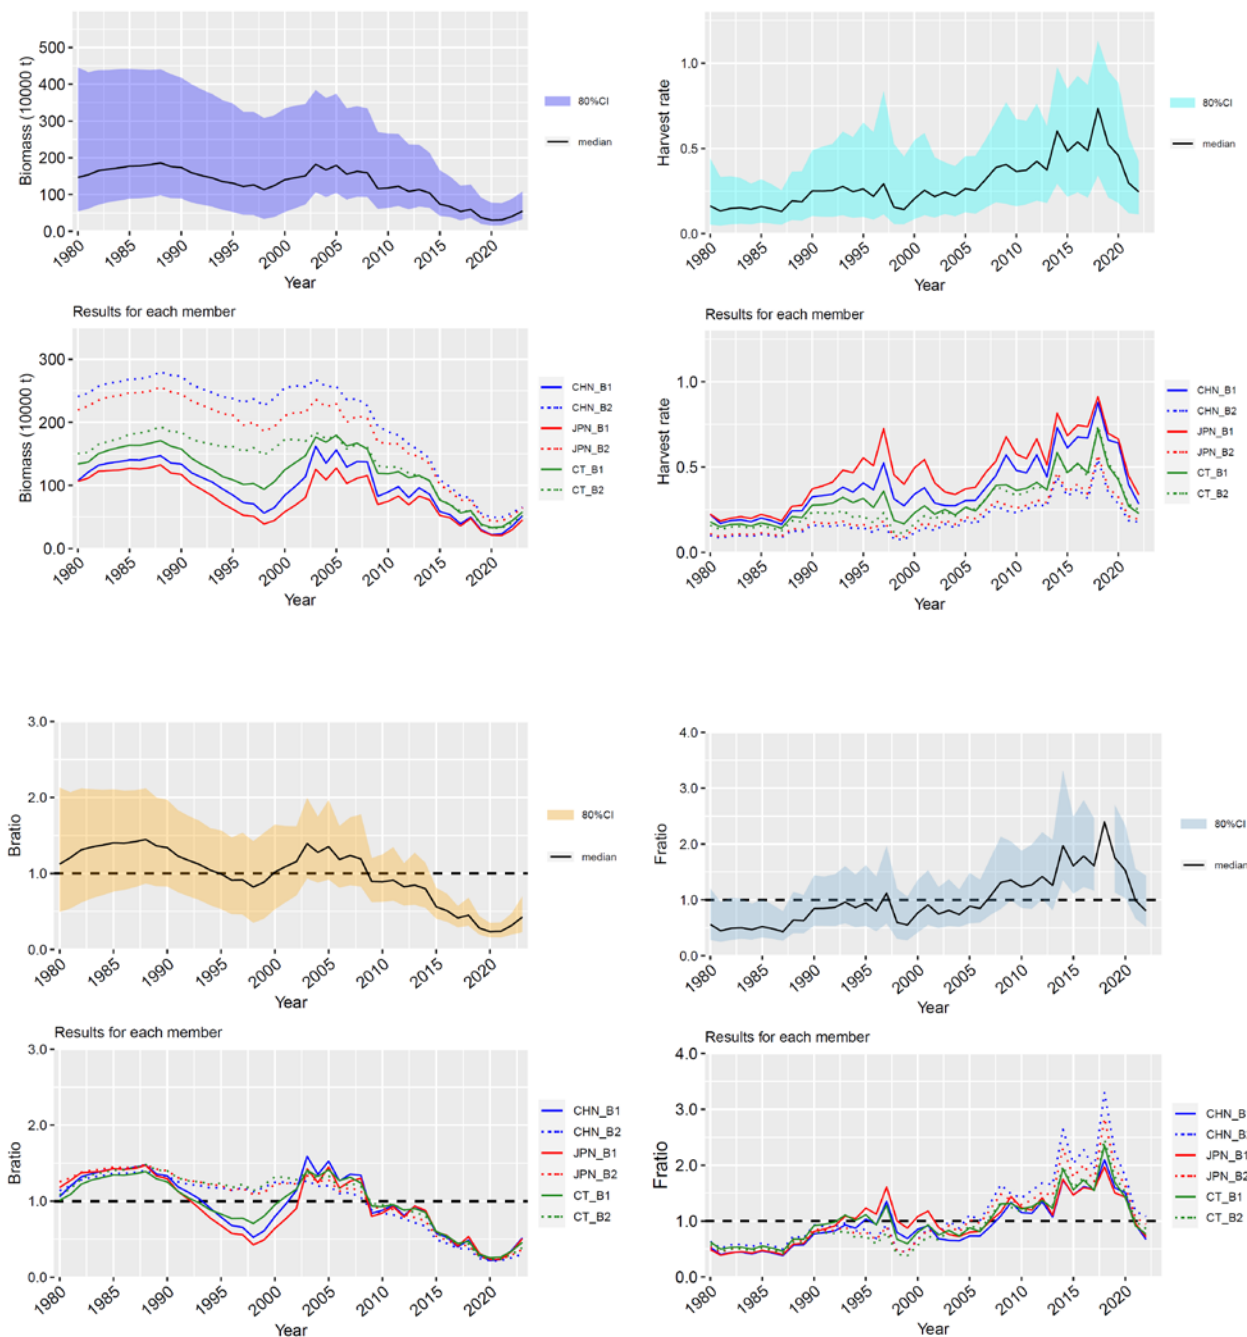 500
400
300
200
100
0.0
Biomass (10000 t)
1980
1985
1990
1995
2000
2005
2010
2015
2020
Year
80%CI
median
1.0
0.5
0.0
Harvest rate
1980
1985
1990
1995
2000
2005
2010
2015
2020
Year
80%CI
median
Results for each member
300
200
100
0.0
Biomass (10000 t)
1980
1985
1990
1995
2000
2005
2010
2015
2020
Year
CHN_B1
CHN_B2
JPN_B1
JPN_B2
CT_B1
CT_B2
Results for each member
1.0
0.5
0.0
Harvest rate
1980
1985
1990
1995
2000
2005
2010
2015
2020
Year
CHN_B1
CHN_B2
JPN_B1
JPN_B2
CT_B1
CT_B2
3.0
2.0
1.0
0.0
Bratio
1980
1985
1990
1995
2000
2005
2010
2015
2020
Year
80%CI
median
4.0
3.0
2.0
1.0
0.0
Fratio
1980
1985
1990
1995
2000
2005
2010
2015
2020
Year
80%CI
median
Results for each member
3.0
2.0
1.0
0.0
Bratio
1980
1985
1990
1995
2000
2005
2010
2015
2020
Year
CHN_B1
CHN_B2
JPN_B1
JPN_B2
CT_B1
CT_B2
Results for each member
4.0
3.0
2.0
1.0
0.0
Fratio
1980
1985
1990
1995
2000
2005
2010
2015
2020
Year
CHN_B
CHN_B
JPN_B1
JPN_B2
CT_B1
CT_B2